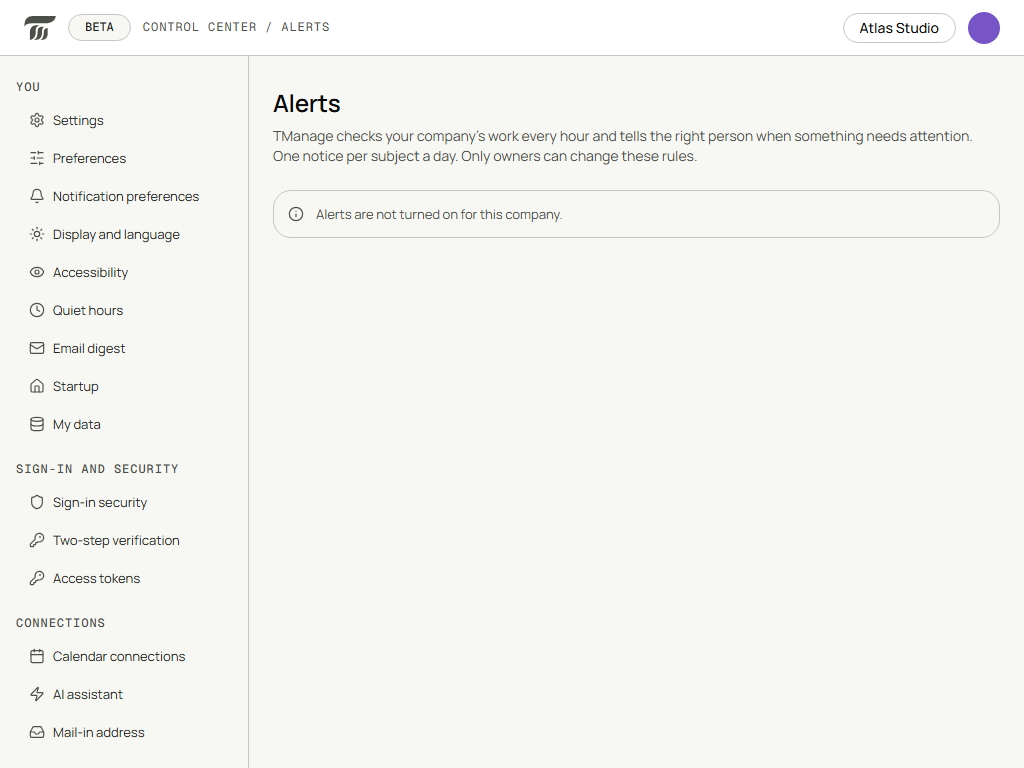 BETA
CONTROL CENTER / ALERTS
Atlas Studio
YOU
Settings
Preferences
Notification preferences
Display and language
Accessibility
Quiet hours
Email digest
Startup
My data
SIGN-IN AND SECURITY
Sign-in security
Two-step verification
Access tokens
CONNECTIONS
Calendar connections
AI assistant
Mail-in address
Alerts
TManage checks your company's work every hour and tells the right person when something needs attention.
One notice per subject a day. Only owners can change these rules.
Alerts are not turned on for this company.